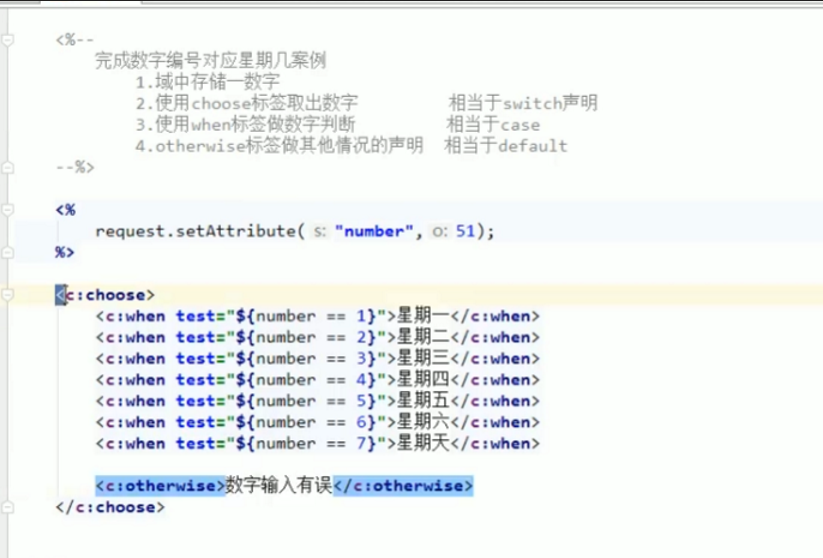 <%--
完成数字编号对应星期几案例
1.域中存储一数字
2.使用choose标签取出数字 相当于switch声明
3.使用when标签做数字判断 相当于case
4.otherwise标签做其他情况的声明 相当于default
--%>
<%
request.setAttribute( s: "number", o: 51);
%>
<c:choose>
<c:when test="${number == 1}">星期一</c:when>
<c:when test="${number == 2}">星期二</c:when>
<c:when test="${number == 3}">星期三</c:when>
<c:when test="${number == 4}">星期四</c:when>
<c:when test="${number == 5}">星期五</c:when>
<c:when test="${number == 6}">星期六</c:when>
<c:when test="${number == 7}">星期天</c:when>
<c:otherwise>数字输入有误</c:otherwise>
</c:choose>